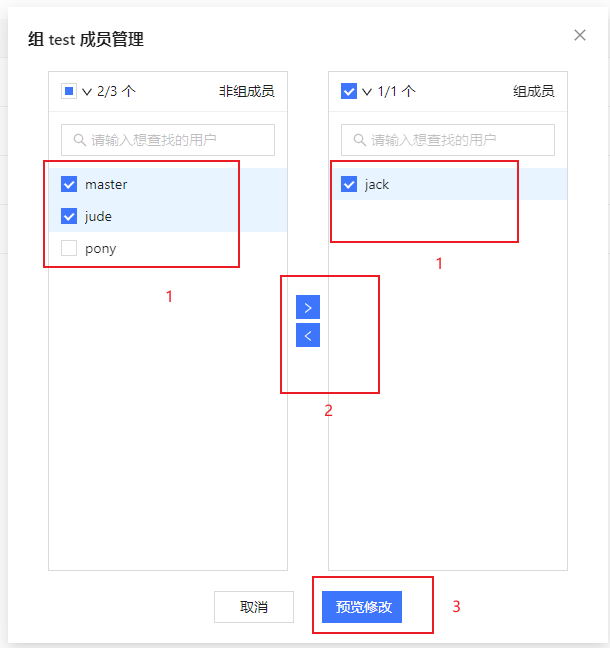 组 test 成员管理
2/3 个 非组成员
请输入想查找的用户
master
jude
pony
1
1/1 个 组成员
请输入想查找的用户
jack
1
>
<
2
取消
预览修改
3